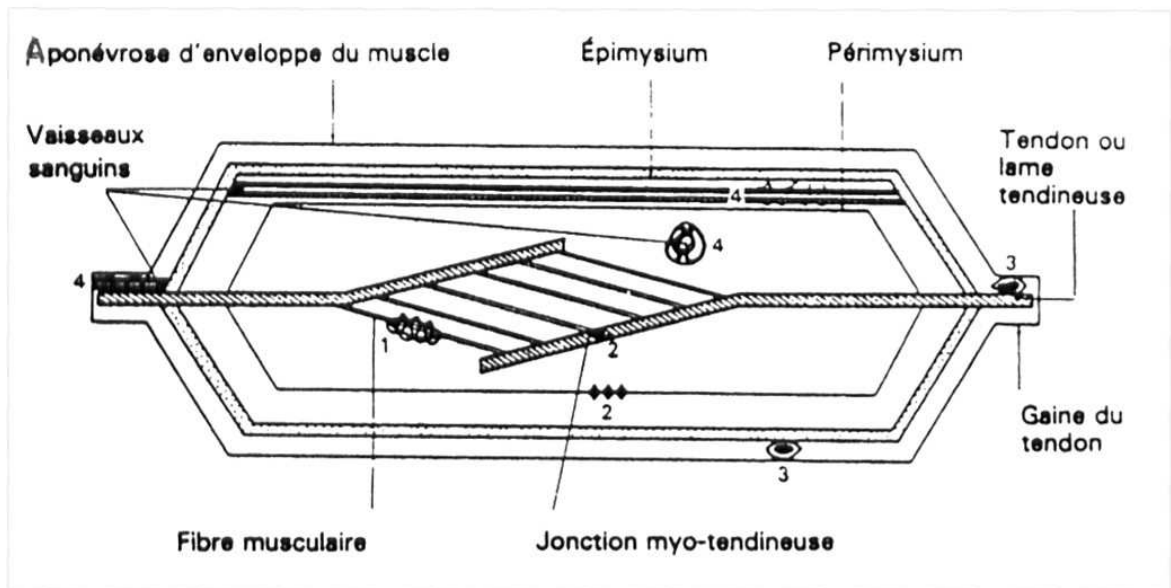 Aponévrose d'enveloppe du muscle
Épimysium
Périmysium
Vaisseaux
sanguins
Tendon ou
lame
tendineuse
4
4
4
3
1
2
2
3
Gaine du
tendon
Fibre musculaire
Jonction myo-tendineuse